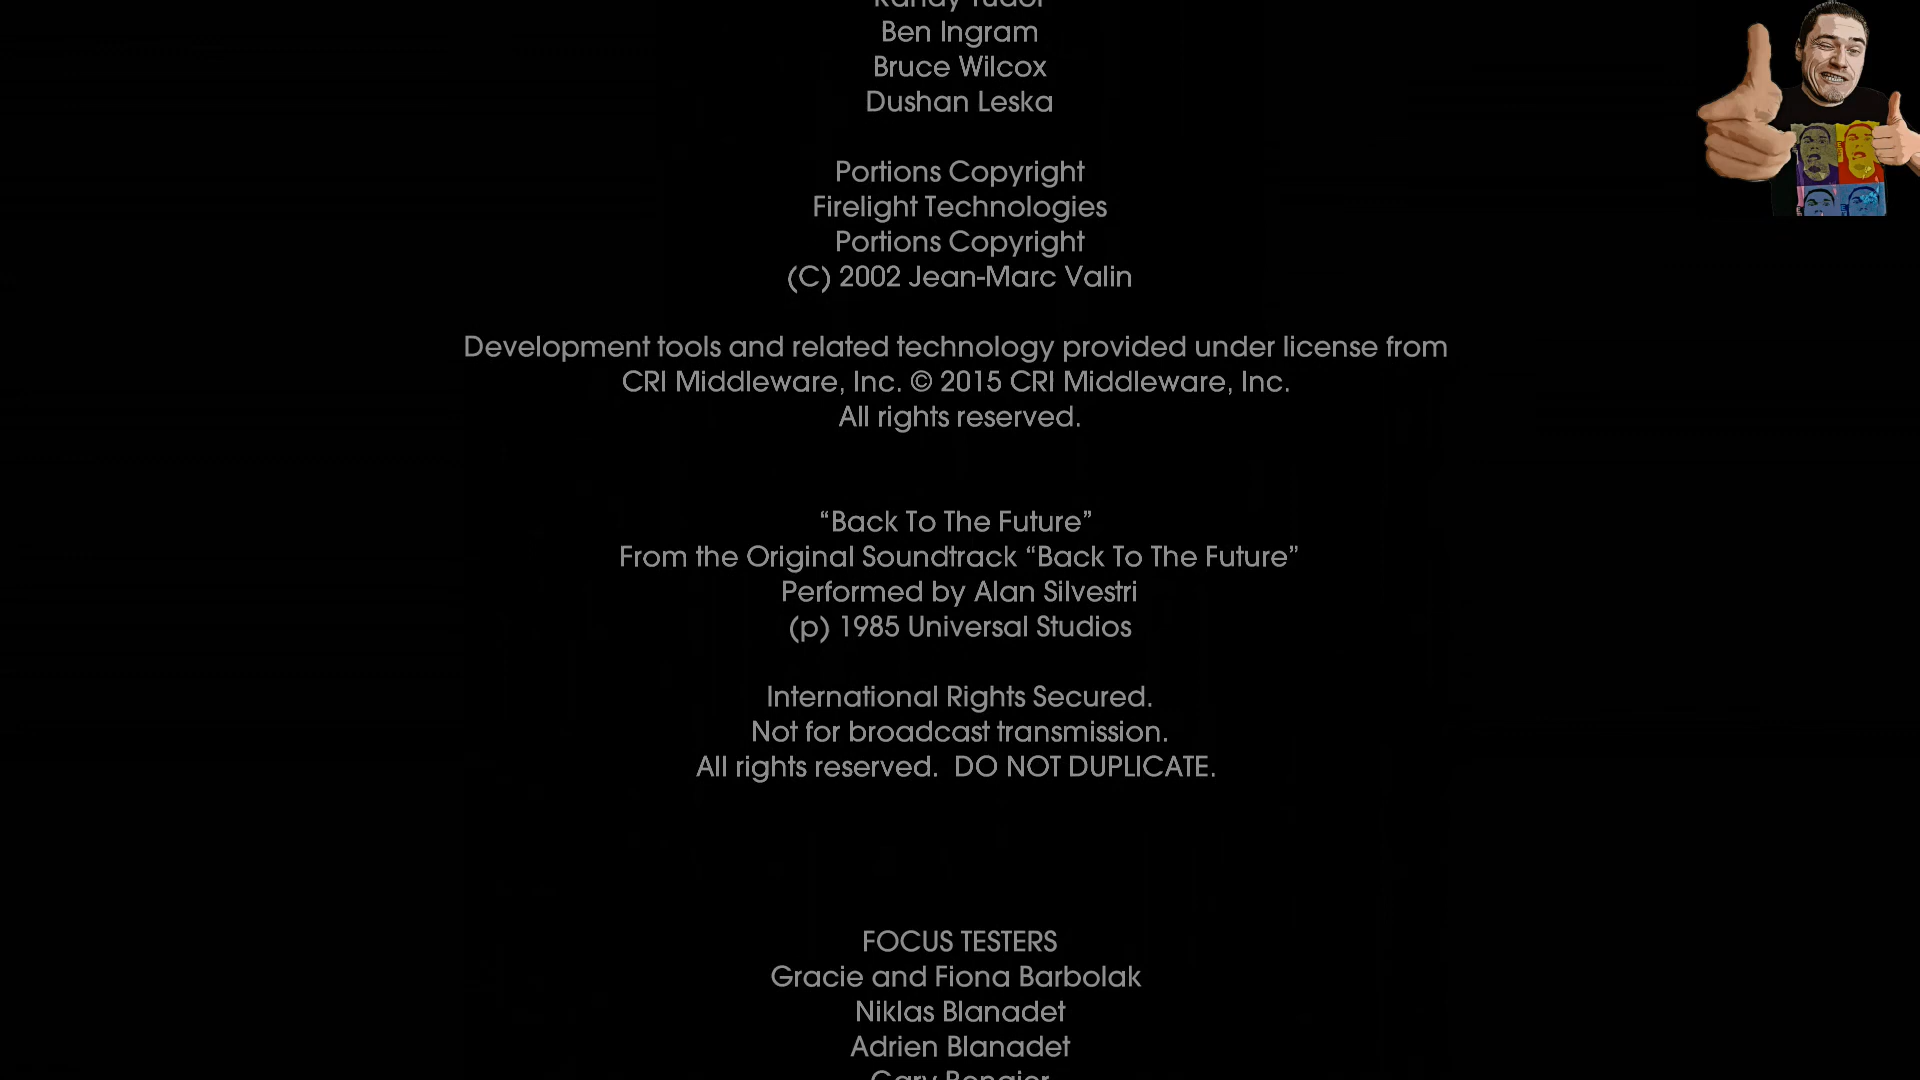 Randy Tudor
Ben Ingram
Bruce Wilcox
Dushan Leska
Portions Copyright
Firelight Technologies
Portions Copyright
(C) 2002 Jean-Marc Valin
Development tools and related technology provided under license from
CRI Middleware, Inc. © 2015 CRI Middleware, Inc.
All rights reserved.
“Back To The Future”
From the Original Soundtrack “Back To The Future”
Performed by Alan Silvestri
(p) 1985 Universal Studios
International Rights Secured.
Not for broadcast transmission.
All rights reserved.  DO NOT DUPLICATE.
FOCUS TESTERS
Gracie and Fiona Barbolak
Niklas Blanadet
Adrien Blanadet